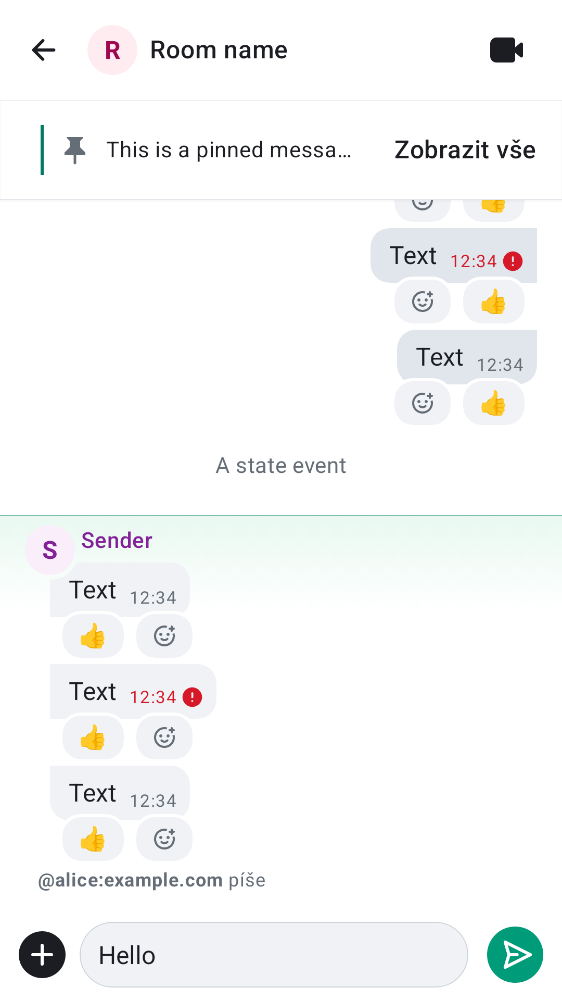 R Room name
This is a pinned messa… Zobrazit vše
Text 12:34
Text 12:34
A state event
S Sender
Text 12:34
Text 12:34
Text 12:34
@alice:example.com píše
Hello